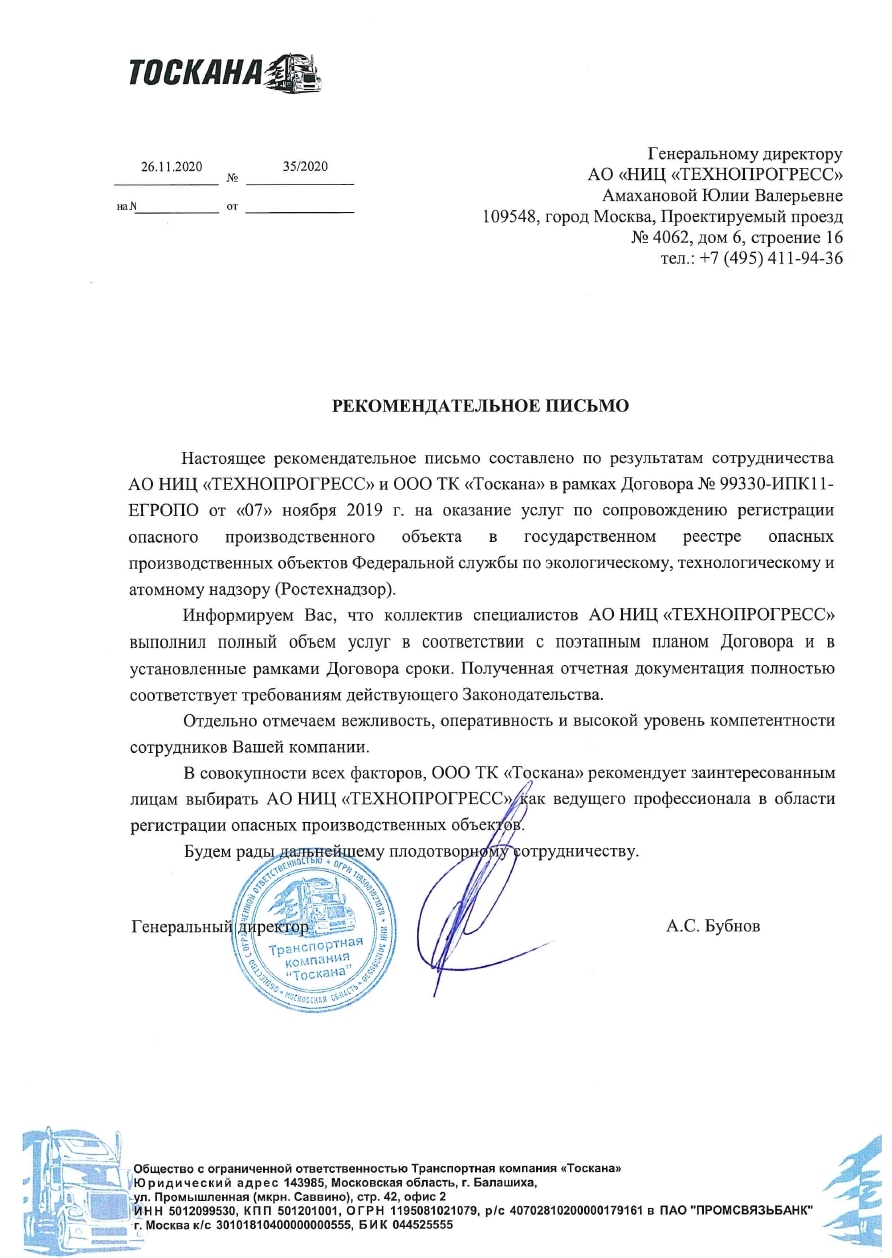 ТОСКАНА
26.11.2020 № 35/2020
на N от
Генеральному директору
АО «НИЦ «ТЕХНОПРОГРЕСС»
Амахановой Юлии Валерьевне
109548, город Москва, Проектируемый проезд
№ 4062, дом 6, строение 16
тел.: +7 (495) 411-94-36
РЕКОМЕНДАТЕЛЬНОЕ ПИСЬМО
Настоящее рекомендательное письмо составлено по результатам сотрудничества
АО НИЦ «ТЕХНОПРОГРЕСС» и ООО ТК «Тоскана» в рамках Договора № 99330-ИПК11-
ЕГРОПО от «07» ноября 2019 г. на оказание услуг по сопровождению регистрации
опасного производственного объекта в государственном реестре опасных
производственных объектов Федеральной службы по экологическому, технологическому и
атомному надзору (Ростехнадзор).
Информируем Вас, что коллектив специалистов АО НИЦ «ТЕХНОПРОГРЕСС»
выполнил полный объем услуг в соответствии с поэтапным планом Договора и в
установленные рамками Договора сроки. Полученная отчетная документация полностью
соответствует требованиям действующего Законодательства.
Отдельно отмечаем вежливость, оперативность и высокой уровень компетентности
сотрудников Вашей компании.
В совокупности всех факторов, ООО ТК «Тоскана» рекомендует заинтересованным
лицам выбирать АО НИЦ «ТЕХНОПРОГРЕСС» как ведущего профессионала в области
регистрации опасных производственных объектов.
Будем рады дальнейшему плодотворному сотрудничеству.
Генеральный директор А.С. Бубнов
ОБЩЕСТВО С ОГРАНИЧЕННОЙ ОТВЕТСТВЕННОСТЬЮ * ОГРН 1195081021079 * ИНН 5012099530 * МОСКОВСКАЯ ОБЛАСТЬ *
Транспортная
компания
"Тоскана"
Общество с ограниченной ответственностью Транспортная компания «Тоскана»
Юридический адрес 143985, Московская область, г. Балашиха,
ул. Промышленная (мкрн. Саввино), стр. 42, офис 2
ИНН 5012099530, КПП 501201001, ОГРН 1195081021079, р/с 40702810200000179161 в ПАО "ПРОМСВЯЗЬБАНК"
г. Москва к/с 30101810400000000555, БИК 044525555